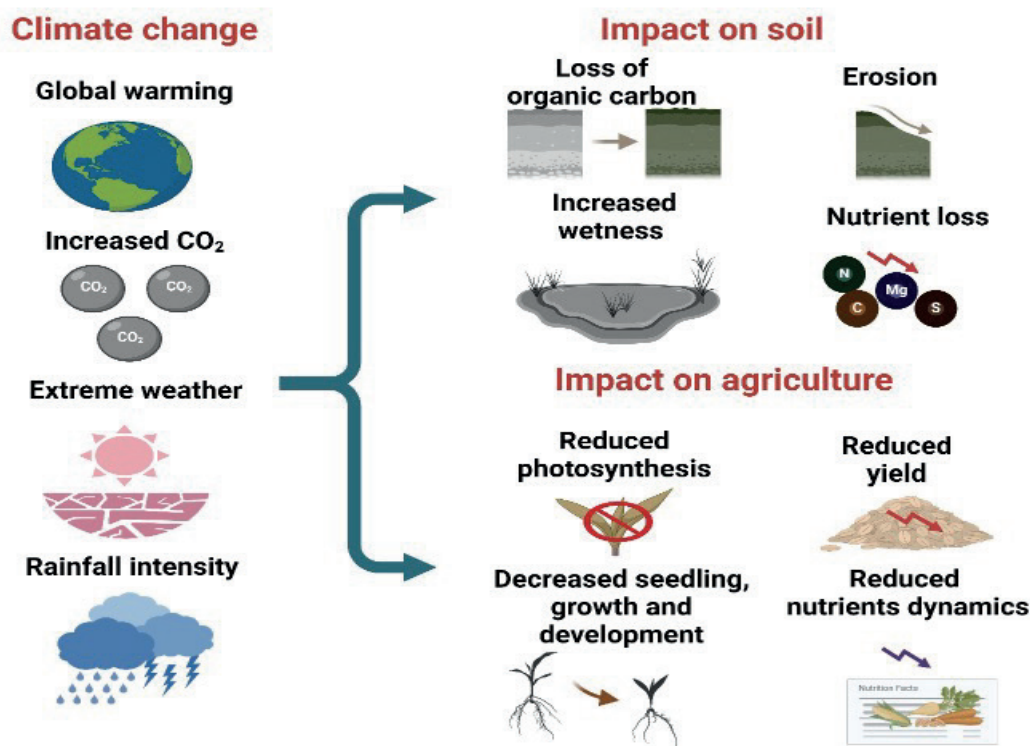 Climate change
Global warming
Increased CO₂
CO₂
CO₂
CO₂
Extreme weather
Rainfall intensity
Impact on soil
Loss of
organic carbon
Erosion
Increased
wetness
Nutrient loss
N
Mg
C
S
Impact on agriculture
Reduced
photosynthesis
Reduced
yield
Decreased seedling,
growth and
development
Reduced
nutrients dynamics
Nutrition Facts